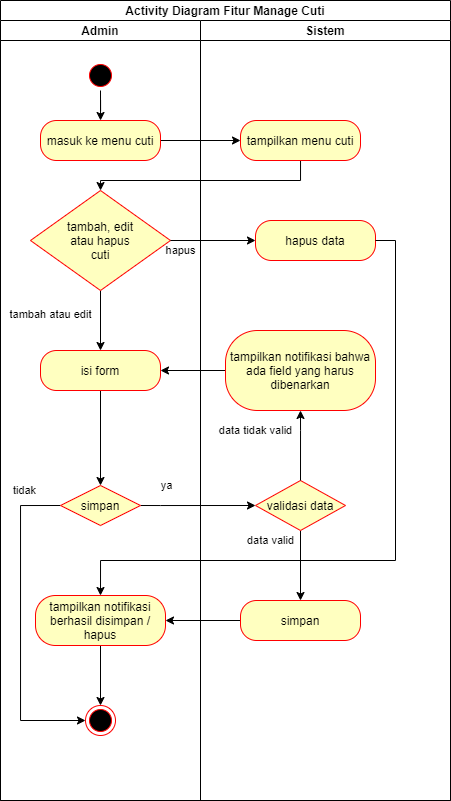 Activity Diagram Fitur Manage Cuti
Admin
Sistem
masuk ke menu cuti
tampilkan menu cuti
tambah, edit
atau hapus
cuti
hapus
hapus data
tambah atau edit
isi form
tampilkan notifikasi bahwa
ada field yang harus
dibenarkan
data tidak valid
tidak
simpan
ya
validasi data
data valid
tampilkan notifikasi
berhasil disimpan /
hapus
simpan